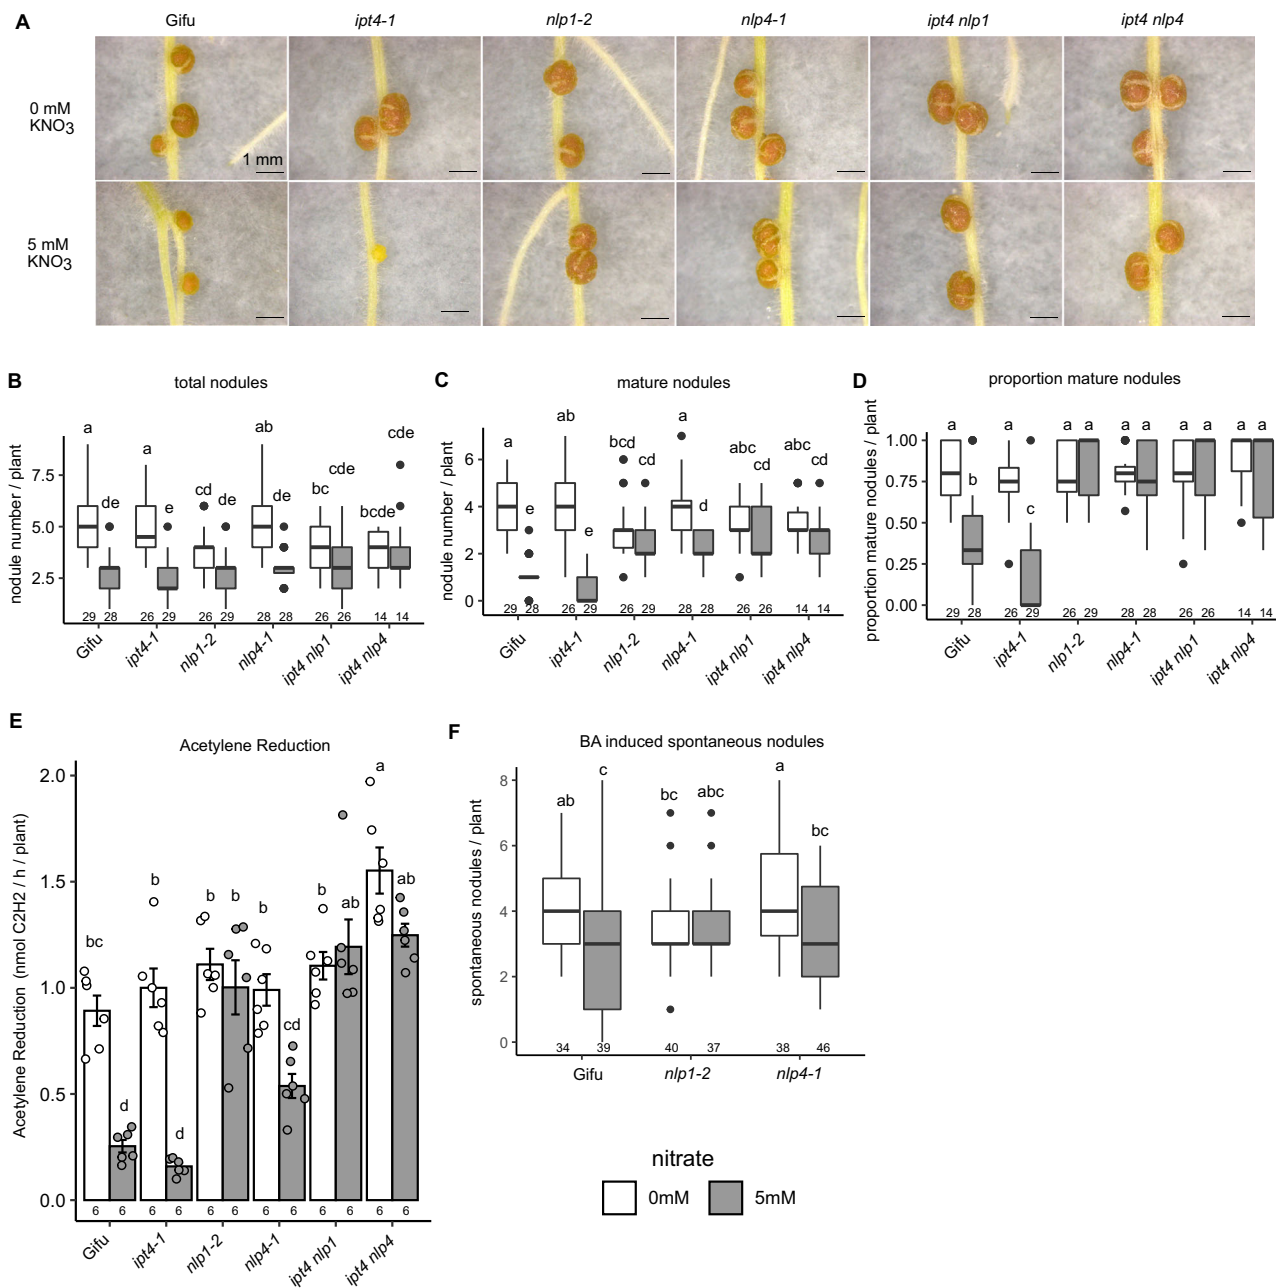 A
Gifu ipt4-1 nlp1-2 nlp4-1 ipt4 nlp1 ipt4 nlp4
0 mM
KNO3
1 mm
5 mM
KNO3
B
total nodules
nodule number / plant
7.5
5.0
2.5
a de a e cd de ab de bc cde bcde cde
29 28 26 29 26 29 28 28 26 26 14 14
Gifu ipt4-1 nlp1-2 nlp4-1 ipt4 nlp1 ipt4 nlp4
C
mature nodules
nodule number / plant
6
4
2
0
a e ab e bcd cd a d abc cd abc cd
29 28 26 29 26 29 28 28 26 26 14 14
Gifu ipt4-1 nlp1-2 nlp4-1 ipt4 nlp1 ipt4 nlp4
D
proportion mature nodules
proportion mature nodules / plant
1.00
0.75
0.50
0.25
0.00
a b a c a a a a a a a a
29 28 26 29 26 29 28 28 26 26 14 14
Gifu ipt4-1 nlp1-2 nlp4-1 ipt4 nlp1 ipt4 nlp4
E
Acetylene Reduction
Acetylene Reduction (nmol C2H2 / h / plant)
2.0
1.5
1.0
0.5
0.0
bc d b d b b b cd b ab a ab
6 6 6 6 6 6 6 6 6 6 6 6
Gifu ipt4-1 nlp1-2 nlp4-1 ipt4 nlp1 ipt4 nlp4
F
BA induced spontaneous nodules
spontaneous nodules / plant
8
6
4
2
0
ab c bc abc a bc
34 39 40 37 38 46
Gifu nlp1-2 nlp4-1
nitrate
0mM 5mM